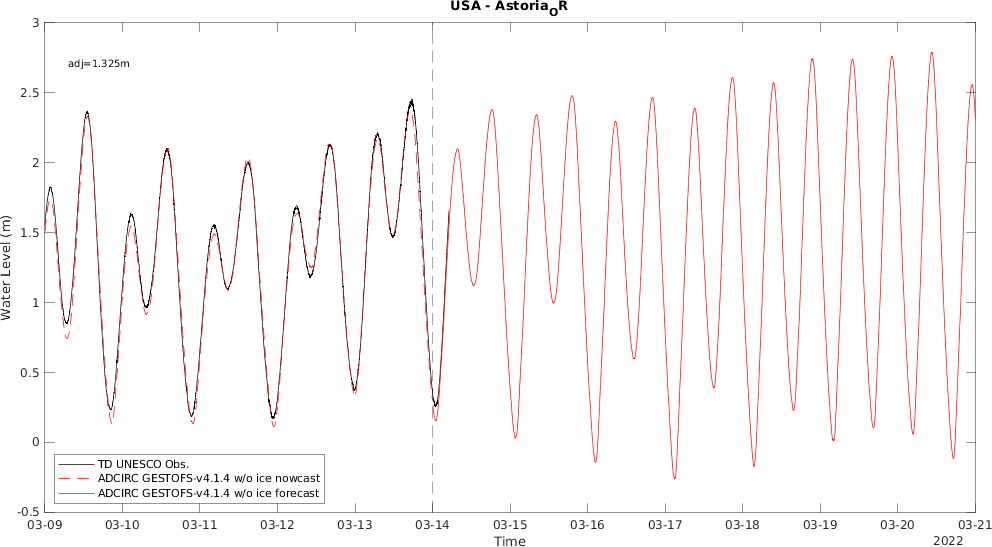 USA - AstoriaOR
adj=1.325m
3
2.5
2
1.5
1
0.5
0
-0.5
Water Level (m)
TD UNESCO Obs.
ADCIRC GESTOFS-v4.1.4 w/o ice nowcast
ADCIRC GESTOFS-v4.1.4 w/o ice forecast
03-09 03-10 03-11 03-12 03-13 03-14 03-15 03-16 03-17 03-18 03-19 03-20 03-21
Time
2022